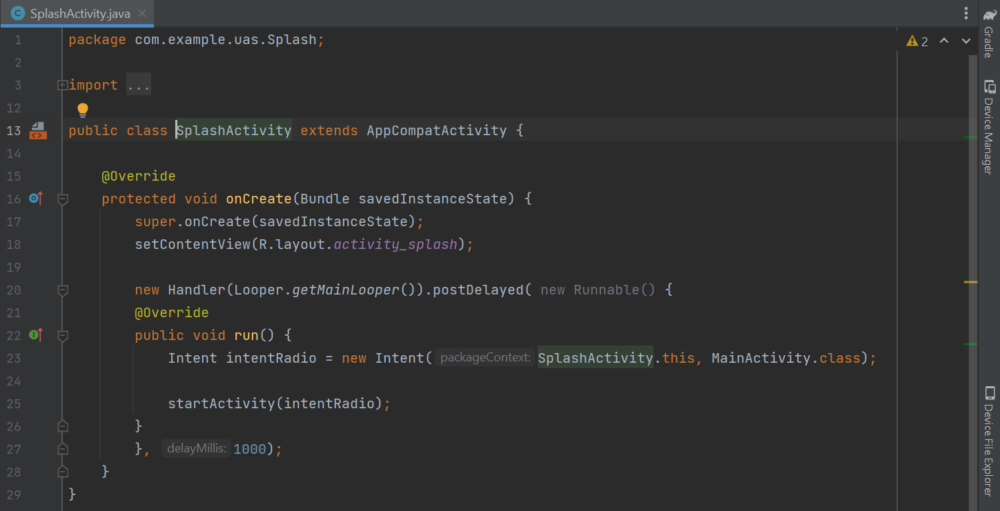 SplashActivity.java
2
1 package com.example.uas.Splash;
2
3 import ...
12
13 public class SplashActivity extends AppCompatActivity {
14
15 @Override
16 protected void onCreate(Bundle savedInstanceState) {
17 super.onCreate(savedInstanceState);
18 setContentView(R.layout.activity_splash);
19
20 new Handler(Looper.getMainLooper()).postDelayed( new Runnable() {
21 @Override
22 public void run() {
23 Intent intentRadio = new Intent( packageContext: SplashActivity.this, MainActivity.class);
24
25 startActivity(intentRadio);
26 }
27 }, delayMillis: 1000);
28 }
29 }
Gradle
Device Manager
Device File Explorer